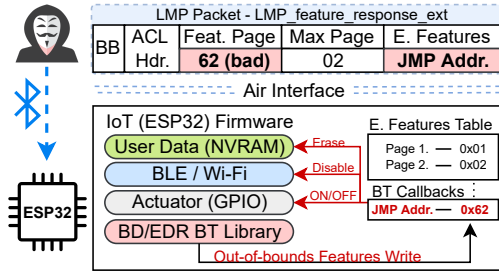 LMP Packet - LMP_feature_response_ext
BB
ACL Hdr.
Feat. Page
Max Page
E. Features
62 (bad)
02
JMP Addr.
Air Interface
IoT (ESP32) Firmware
User Data (NVRAM)
BLE / Wi-Fi
Actuator (GPIO)
BD/EDR BT Library
Erase
Disable
ON/OFF
E. Features Table
Page 1. — 0x01
Page 2. — 0x02
BT Callbacks
JMP Addr. — 0x62
Out-of-bounds Features Write
ESP32